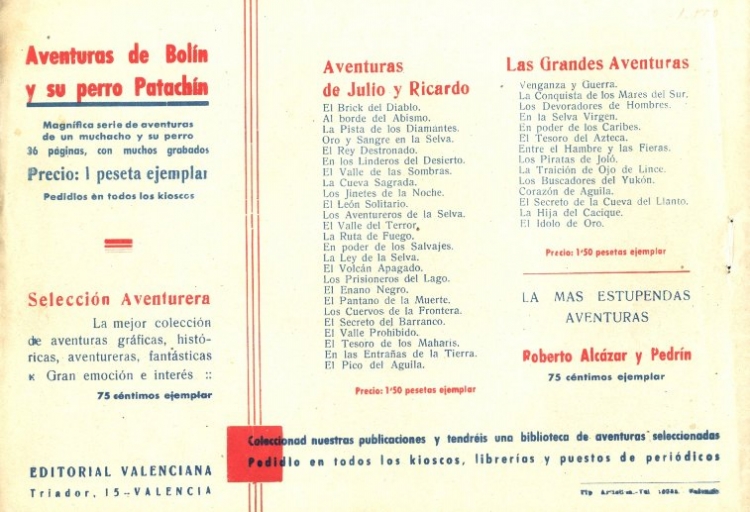 Aventuras de Bolín
y su perro Patachín
Magnífica serie de aventuras
de un muchacho y su perro
36 páginas, con muchos grabados
Precio: 1 peseta ejemplar
Pedidlos en todos los kioscos
Selección Aventurera
La mejor colección
de aventuras gráficas, histó-
ricas, aventureras, fantásticas
Gran emoción e interés ::
75 céntimos ejemplar
EDITORIAL VALENCIANA
Triador, 15 - VALENCIA
Aventuras
de Julio y Ricardo
El Brick del Diablo.
Al borde del Abismo.
La Pista de los Diamantes.
Oro y Sangre en la Selva.
El Rey Destronado.
En los Linderos del Desierto.
El Valle de las Sombras.
La Cueva Sagrada.
Los Jinetes de la Noche.
El León Solitario.
Los Aventureros de la Selva.
El Valle del Terror.
La Ruta de Fuego.
En poder de los Salvajes.
La Ley de la Selva.
El Volcán Apagado.
Los Prisioneros del Lago.
El Enano Negro.
El Pantano de la Muerte.
Los Cuervos de la Frontera.
El Secreto del Barranco.
El Valle Prohibido.
El Tesoro de los Maharis.
En las Entrañas de la Tierra.
El Pico del Aguila.
Precio: 1'50 pesetas ejemplar
Las Grandes Aventuras
Venganza y Guerra.
La Conquista de los Mares del Sur.
Los Devoradores de Hombres.
En la Selva Virgen.
En poder de los Caribes.
El Tesoro del Azteca.
Entre el Hambre y las Fieras.
Los Piratas de Joló.
La Traición de Ojo de Lince.
Los Buscadores del Yukón.
Corazón de Aguila.
El Secreto de la Cueva del Llanto.
La Hija del Cacique.
El Idolo de Oro.
Precio: 1'50 pesetas ejemplar
LA MAS ESTUPENDAS
AVENTURAS
Roberto Alcázar y Pedrín
75 céntimos ejemplar
Coleccionad nuestras publicaciones y tendréis una biblioteca de aventuras seleccionadas
Pedidlo en todos los kioscos, librerías y puestos de periódicos